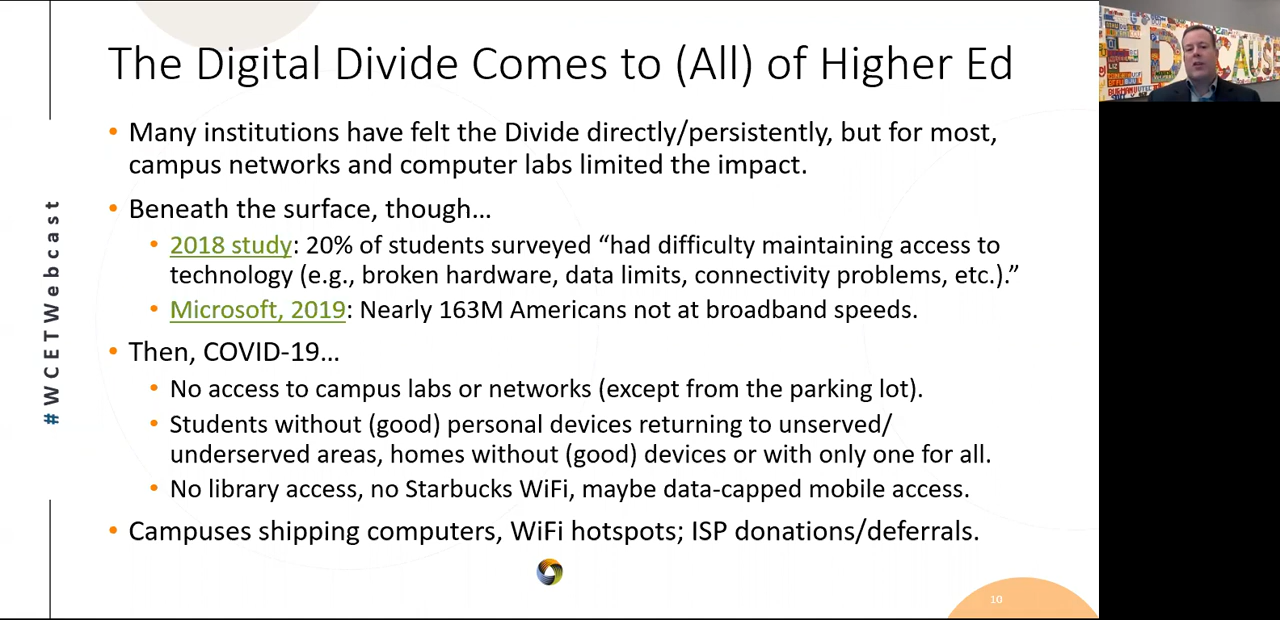 The Digital Divide Comes to (All) of Higher Ed
• Many institutions have felt the Divide directly/persistently, but for most,
campus networks and computer labs limited the impact.
• Beneath the surface, though…
• 2018 study: 20% of students surveyed “had difficulty maintaining access to
technology (e.g., broken hardware, data limits, connectivity problems, etc.).”
• Microsoft, 2019: Nearly 163M Americans not at broadband speeds.
• Then, COVID-19…
• No access to campus labs or networks (except from the parking lot).
• Students without (good) personal devices returning to unserved/
underserved areas, homes without (good) devices or with only one for all.
• No library access, no Starbucks WiFi, maybe data-capped mobile access.
• Campuses shipping computers, WiFi hotspots; ISP donations/deferrals.
#WCETWebcast
10
ED CAUSE